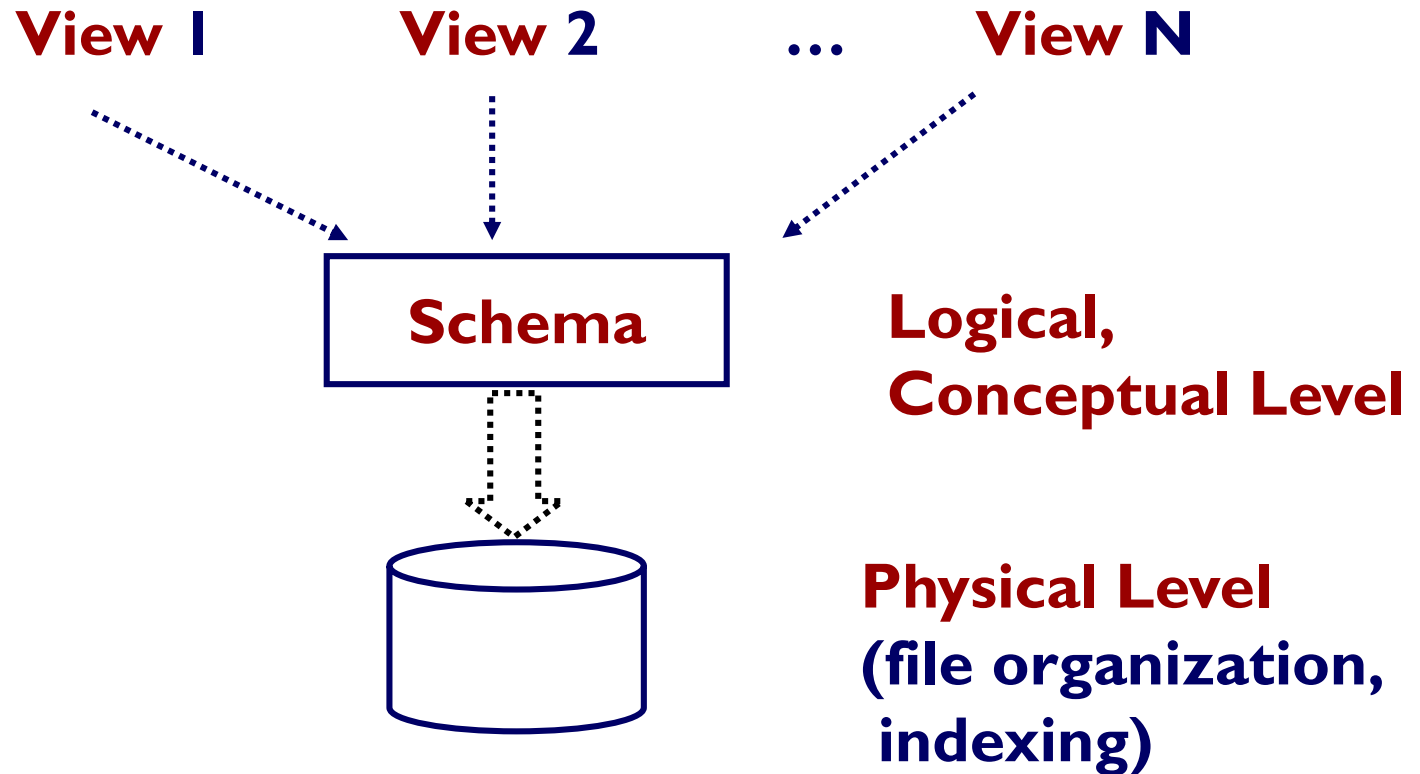 View 1 View 2 ... View N
Schema
Logical,
Conceptual Level
Physical Level
(file organization,
indexing)